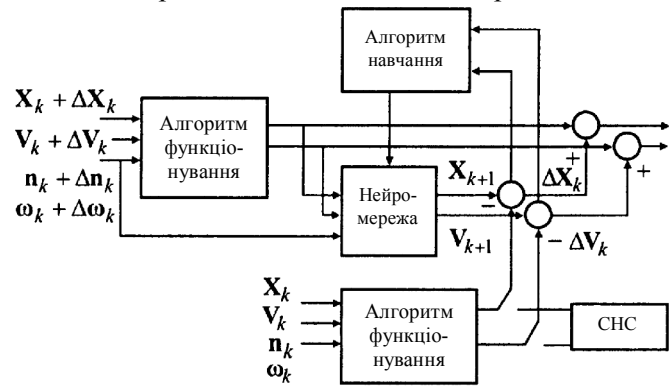 Алгоритм
навчання
X_k + ΔX_k
V_k + ΔV_k
n_k + Δn_k
ω_k + Δω_k
Алгоритм
функціо-
нування
+
+
Нейро-
мережа
X_{k+1}
−
ΔX_k
V_{k+1}
− ΔV_k
X_k
V_k
n_k
ω_k
Алгоритм
функціо-
нування
СНС